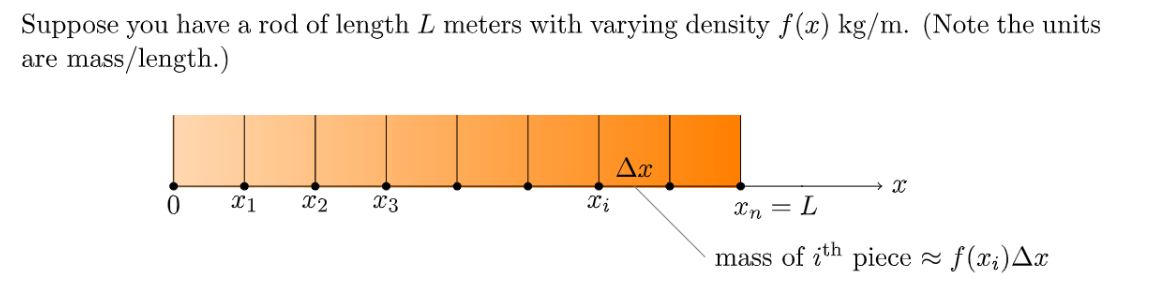 Suppose you have a rod of length L meters with varying density f(x) kg/m. (Note the units
are mass/length.)
Δx
x
0 x₁ x₂ x₃ xᵢ xₙ = L
mass of iᵗʰ piece ≈ f(xᵢ)Δx